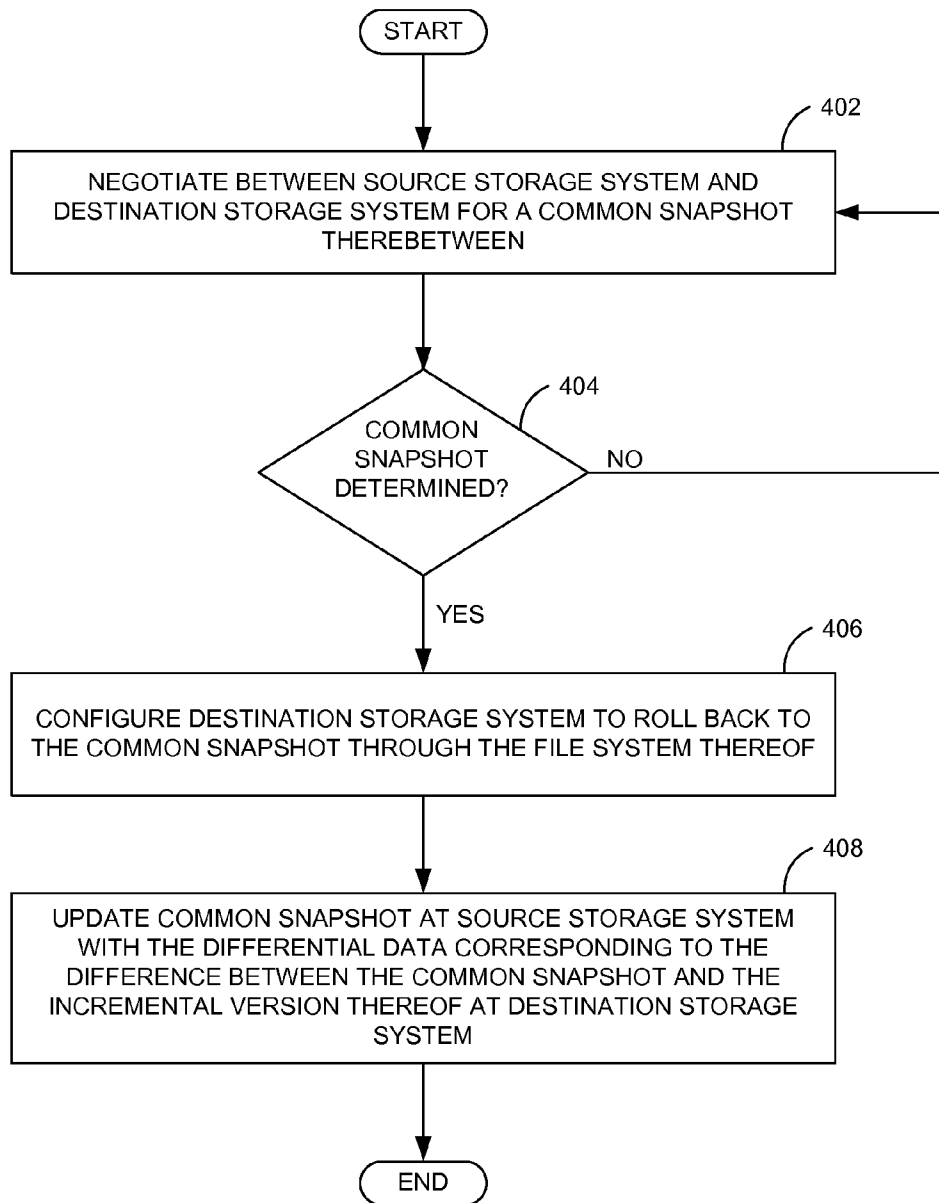 START
402
NEGOTIATE BETWEEN SOURCE STORAGE SYSTEM AND
DESTINATION STORAGE SYSTEM FOR A COMMON SNAPSHOT
THEREBETWEEN
404
COMMON
SNAPSHOT
DETERMINED?
NO
YES
406
CONFIGURE DESTINATION STORAGE SYSTEM TO ROLL BACK TO
THE COMMON SNAPSHOT THROUGH THE FILE SYSTEM THEREOF
408
UPDATE COMMON SNAPSHOT AT SOURCE STORAGE SYSTEM
WITH THE DIFFERENTIAL DATA CORRESPONDING TO THE
DIFFERENCE BETWEEN THE COMMON SNAPSHOT AND THE
INCREMENTAL VERSION THEREOF AT DESTINATION STORAGE
SYSTEM
END